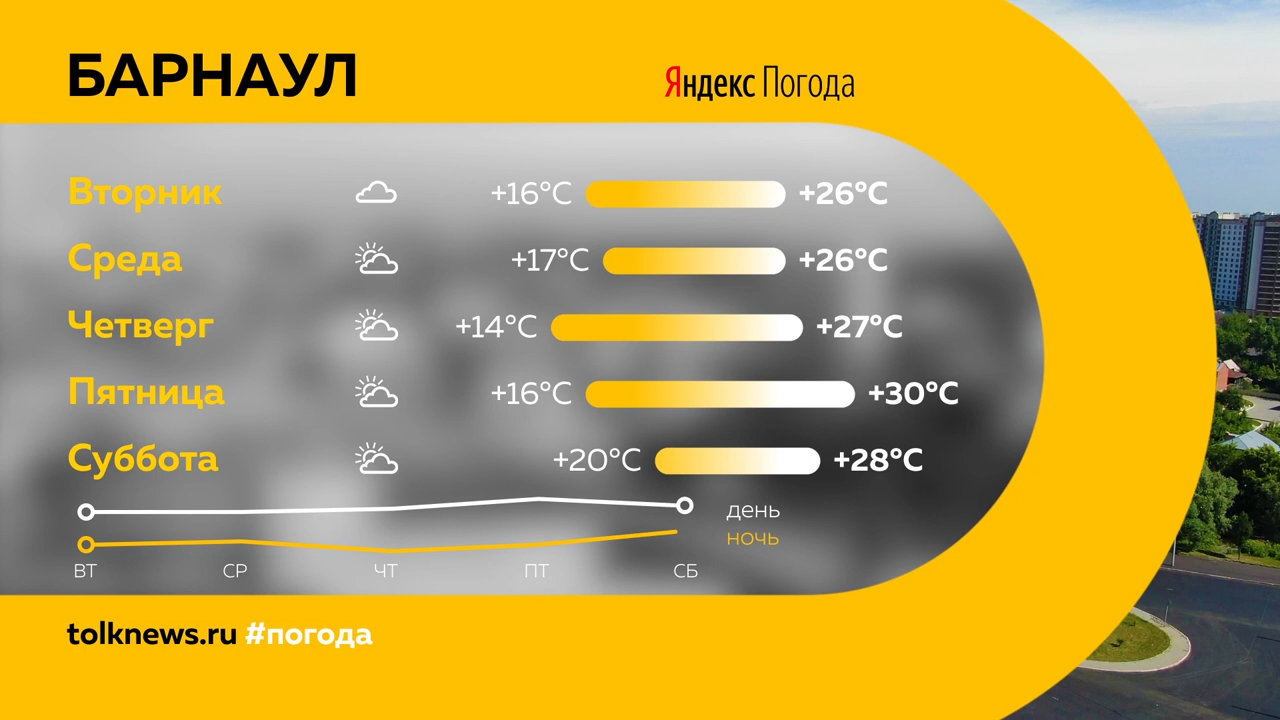 БАРНАУЛ
Яндекс Погода
Вторник +16°C +26°C
Среда +17°C +26°C
Четверг +14°C +27°C
Пятница +16°C +30°C
Суббота +20°C +28°C
день
ночь
ВТ СР ЧТ ПТ СБ
tolknews.ru #погода